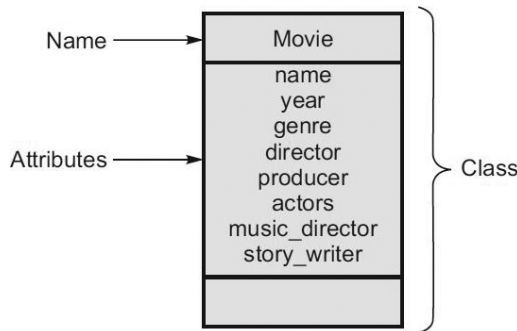 Name
Movie
name
year
genre
director
producer
actors
music_director
story_writer
Attributes
Class